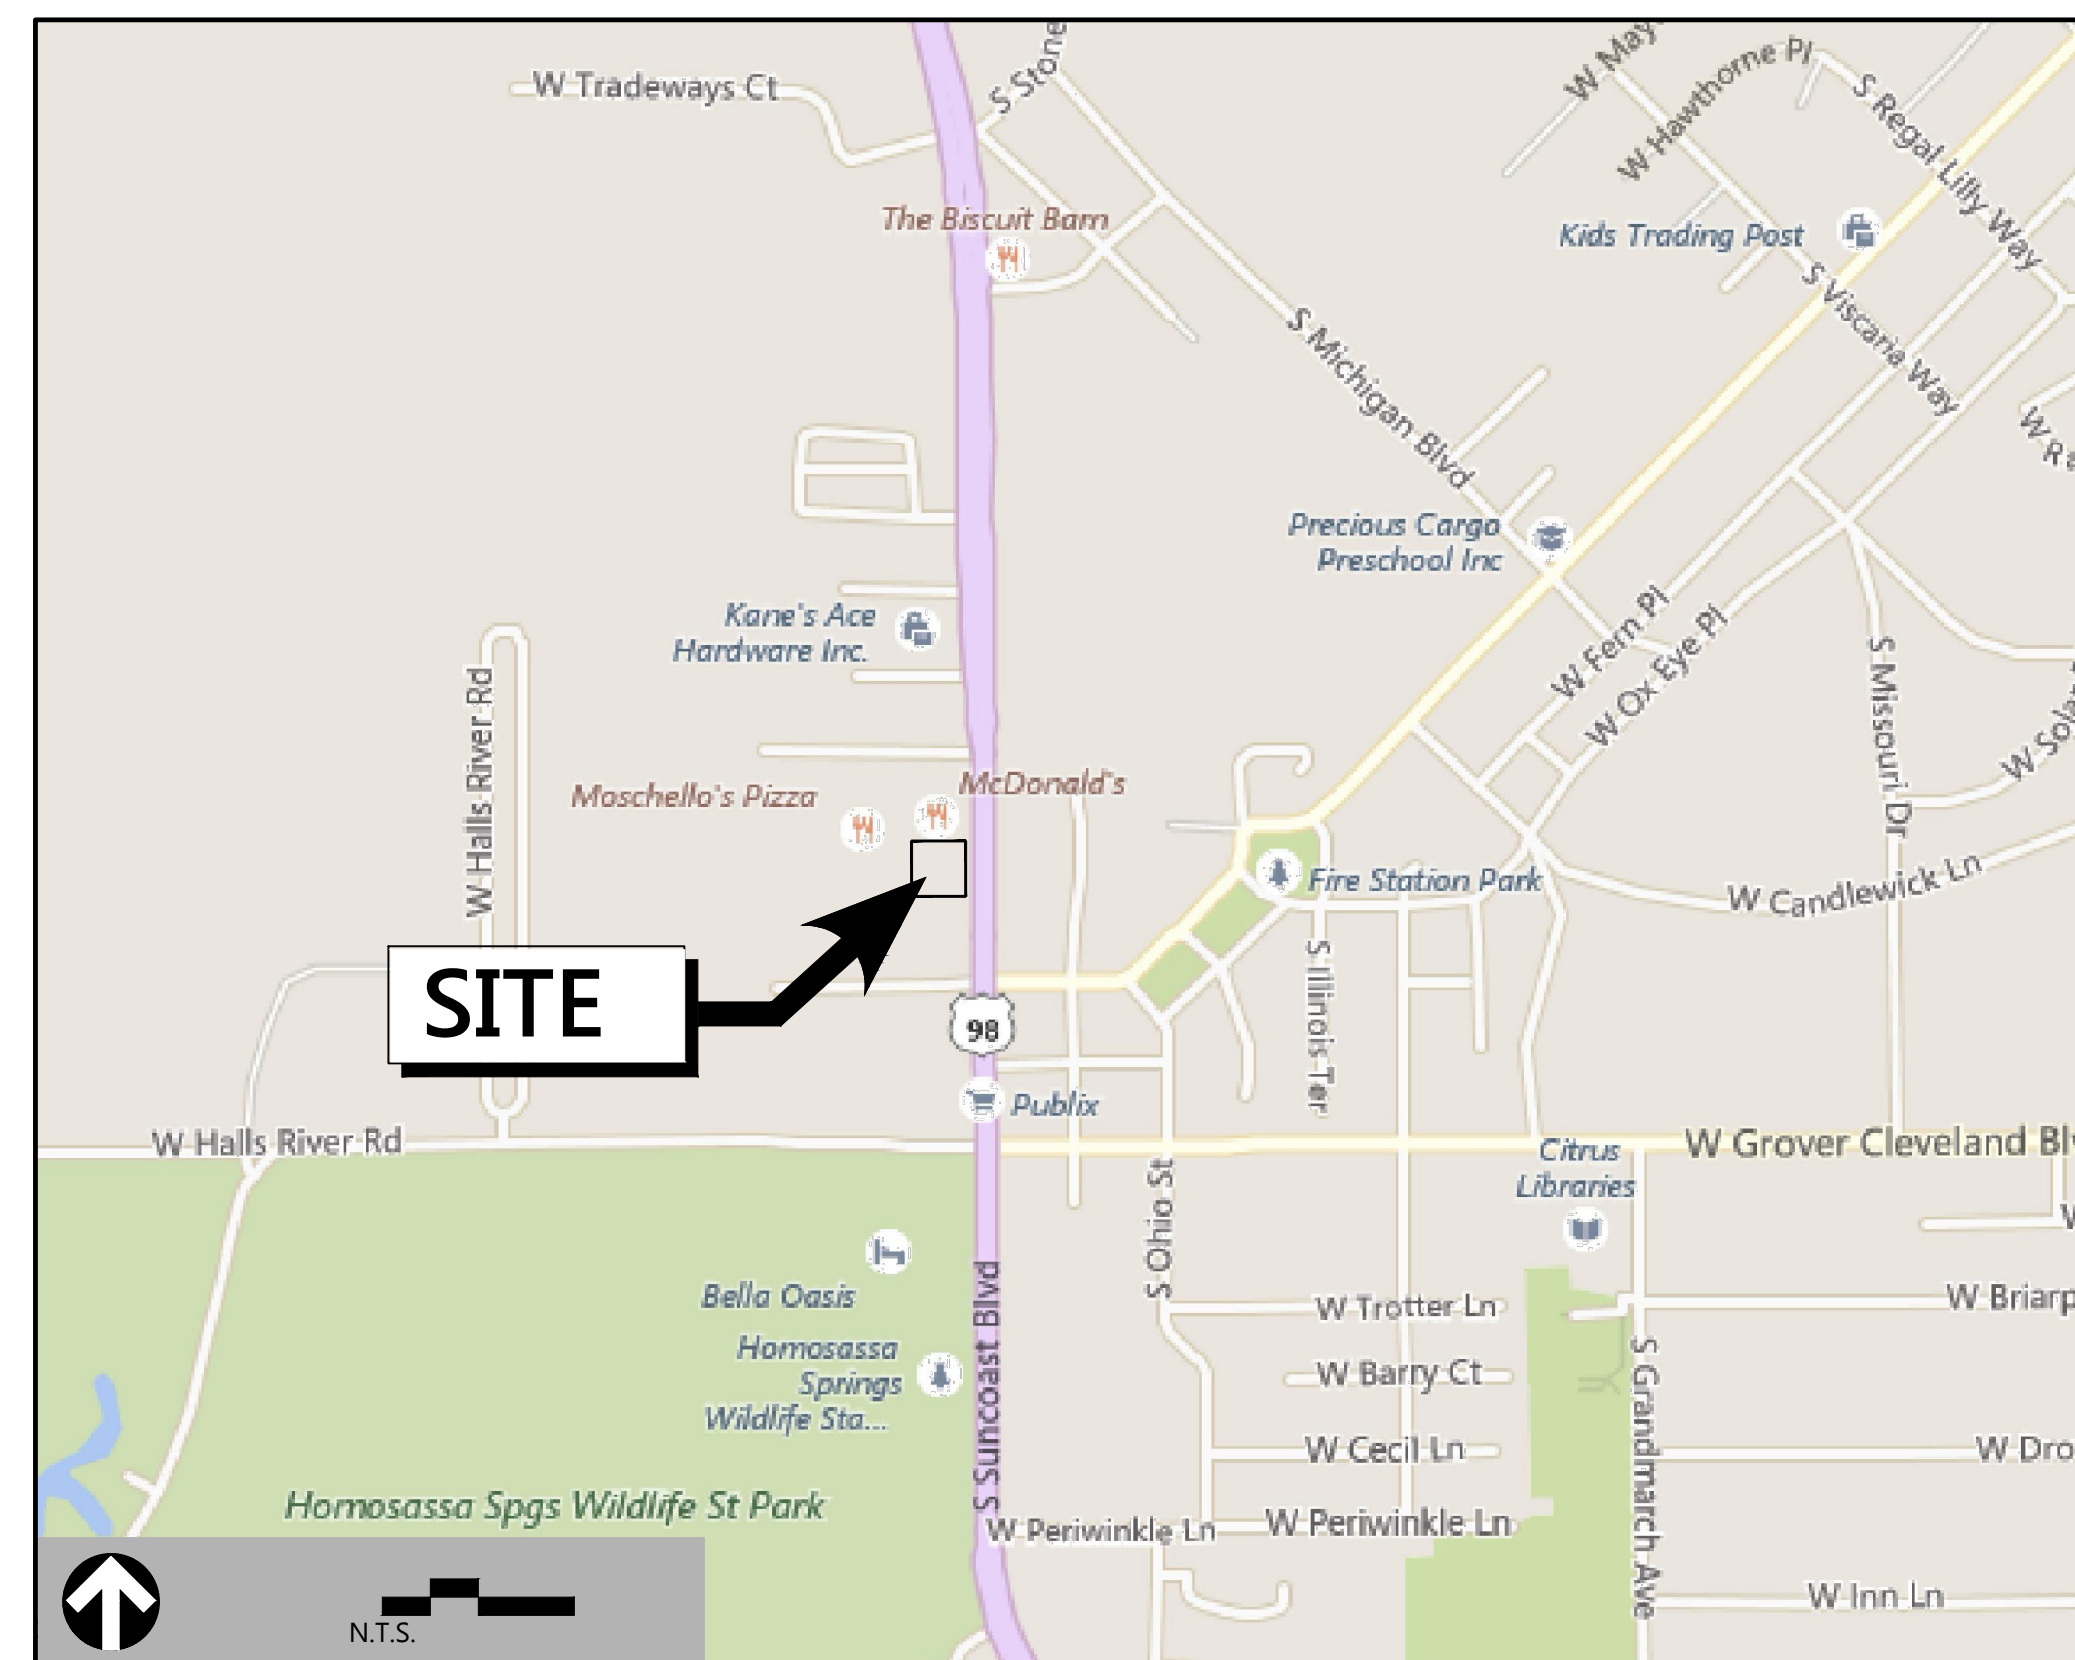 W Tradeways Ct
S Stone
W May
W Hawthorne Pl
S Regal Lilly Way
The Biscuit Barn
Kids Trading Post
S Viscaria Way
S Michigan Blvd
W R
Precious Cargo
Preschool Inc
Kane's Ace
Hardware Inc.
W Fern Pl
W Ox Eye Pl
S Missouri Dr
W Sola
W Halls River Rd
McDonald's
Moschello's Pizza
Fire Station Park
W Candlewick Ln
SITE
S Illinois Ter
98
Publix
W Halls River Rd
W Grover Cleveland Bl
Citrus
Libraries
S Ohio St
Bella Oasis
W Trotter Ln
W Briarp
Homosassa
Springs
Wildlife Sta...
S Suncoast Blvd
W Barry Ct
S Grandmarch Ave
W Cecil Ln
W Dro
Homosassa Spgs Wildlife St Park
W Periwinkle Ln
W Periwinkle Ln
W Inn Ln
N.T.S.